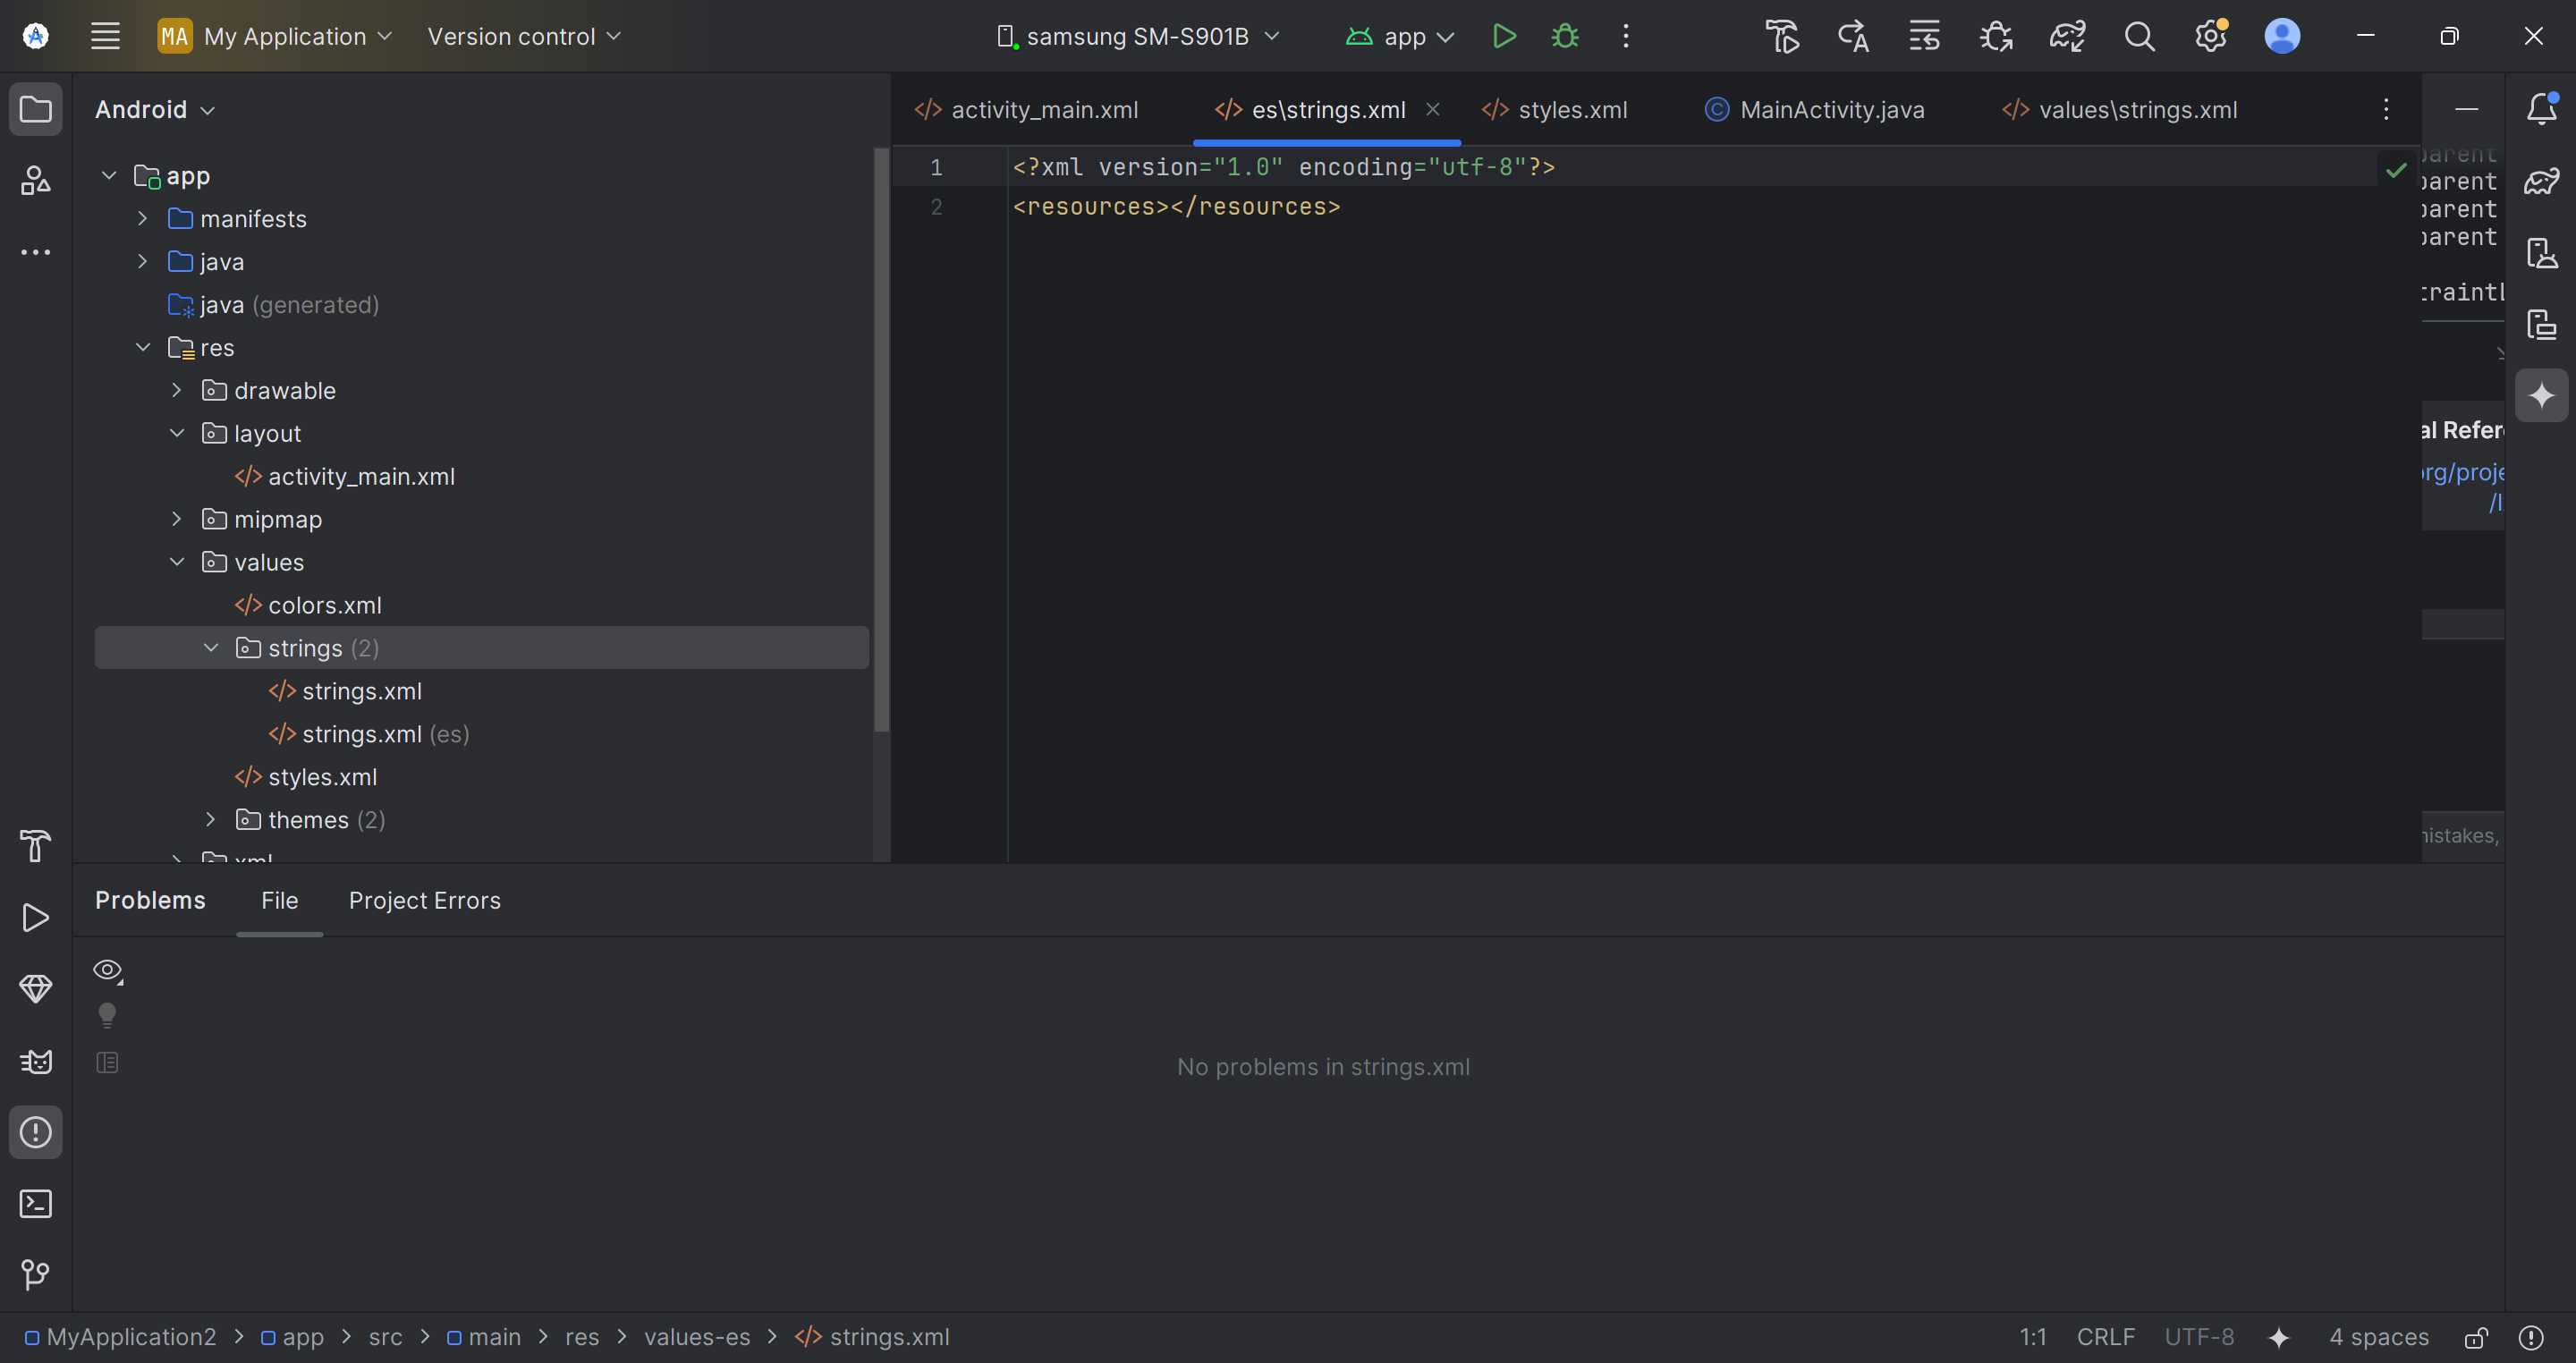 MA My Application Version control samsung SM-S901B app
Android
app
manifests
java
java (generated)
res
drawable
layout
activity_main.xml
mipmap
values
colors.xml
strings (2)
strings.xml
strings.xml (es)
styles.xml
themes (2)
xml
activity_main.xml es\strings.xml styles.xml MainActivity.java values\strings.xml
1 <?xml version="1.0" encoding="utf-8"?>
2 <resources></resources>
parent
parent
parent
parent
al Refer
/l
Problems File Project Errors
No problems in strings.xml
MyApplication2 > app > src > main > res > values-es > strings.xml 1:1 CRLF UTF-8 4 spaces